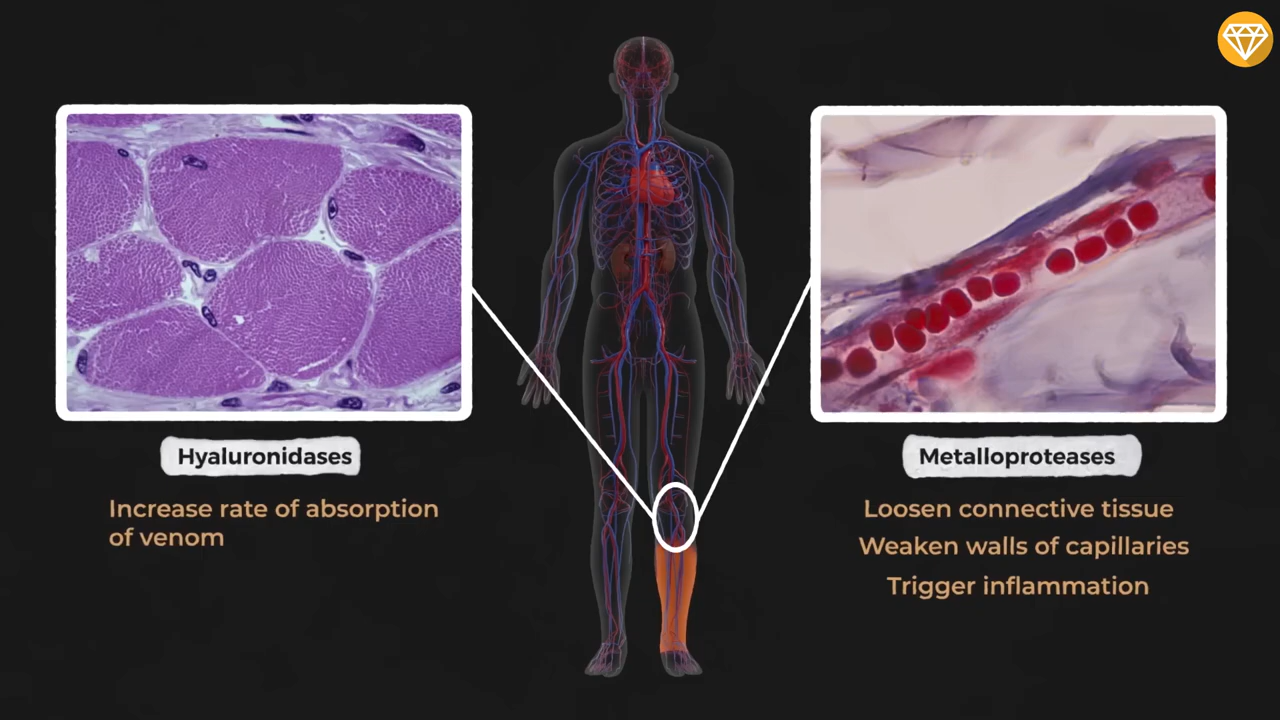 Hyaluronidases
Increase rate of absorption
of venom
Metalloproteases
Loosen connective tissue
Weaken walls of capillaries
Trigger inflammation